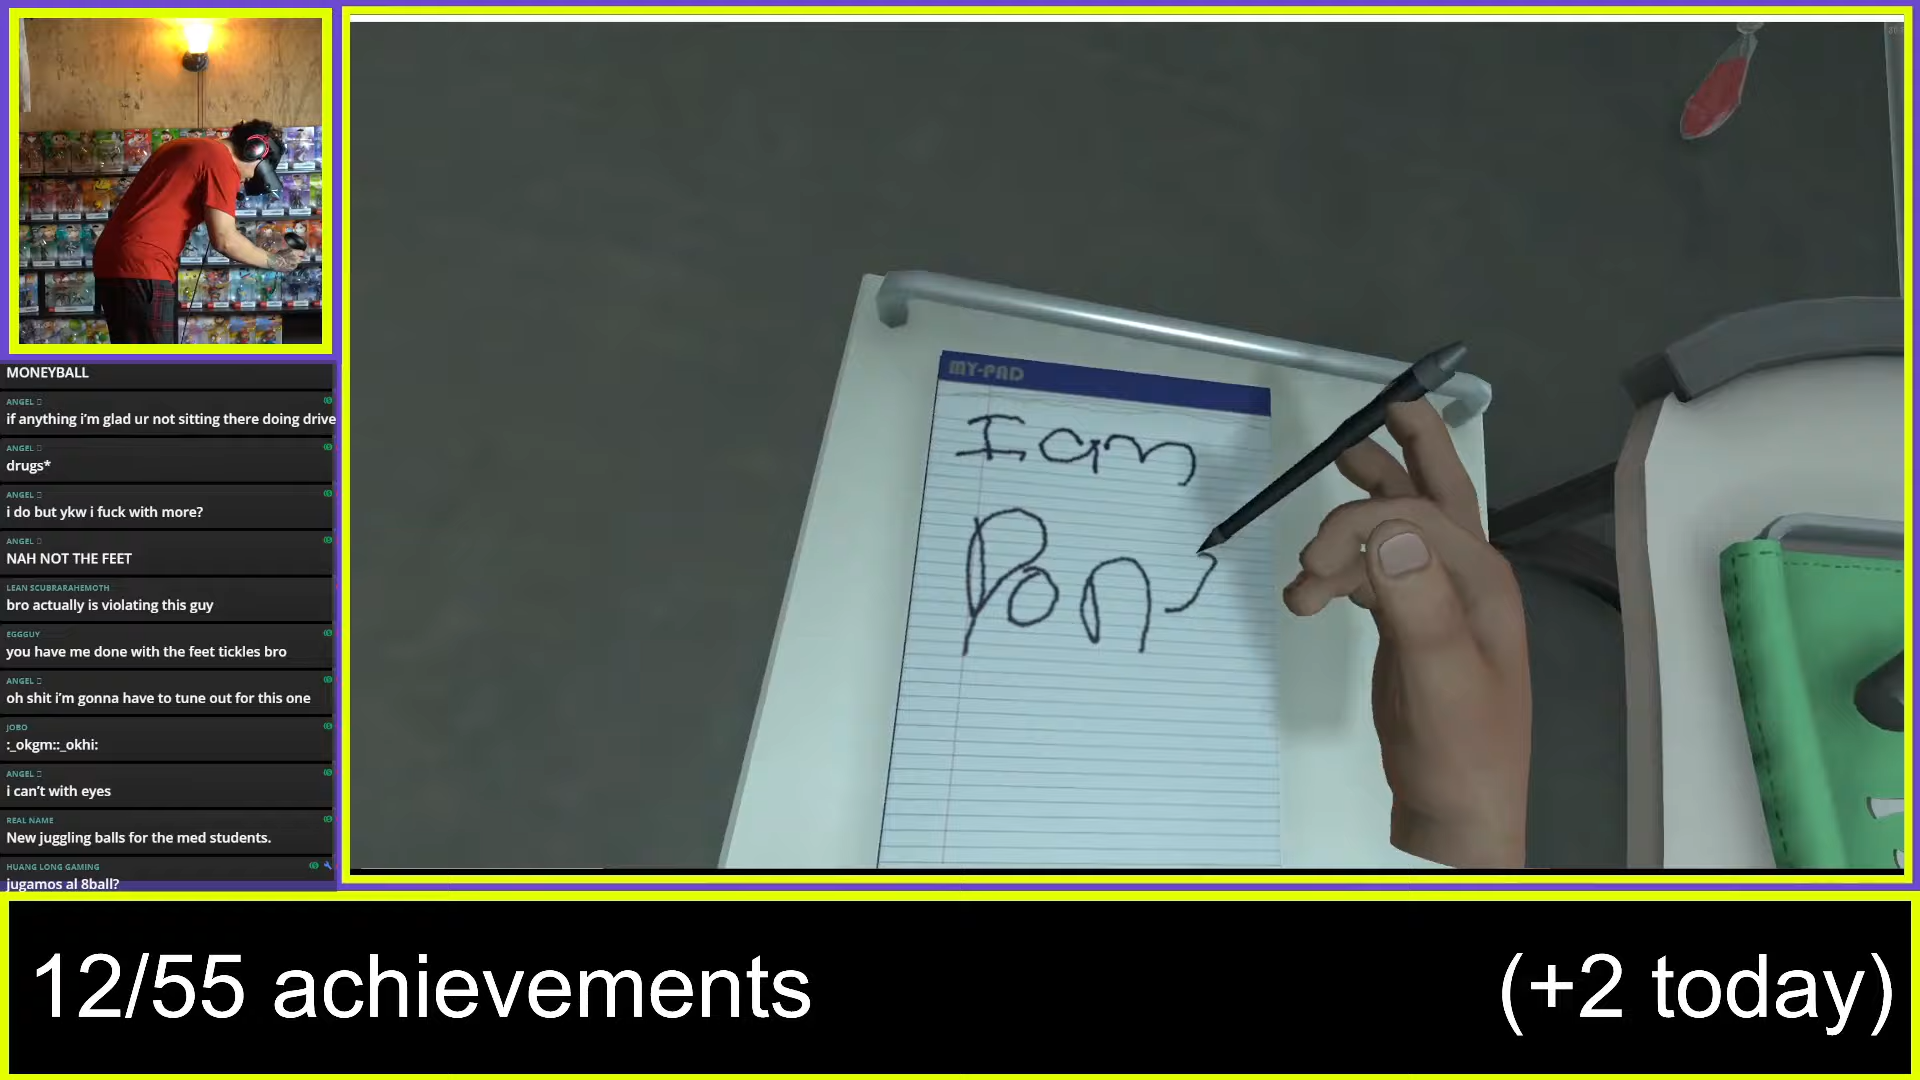 MONEYBALL
ANGEL
if anything i'm glad ur not sitting there doing drive
ANGEL
drugs*
ANGEL
i do but ykw i fuck with more?
ANGEL
NAH NOT THE FEET
LEAN SCUBRARAHEMOTH
bro actually is violating this guy
EGGGUY
you have me done with the feet tickles bro
ANGEL
oh shit i'm gonna have to tune out for this one
JOBO
:_okgm::_okhi:
ANGEL
i can't with eyes
REAL NAME
New juggling balls for the med students.
HUANG LONG GAMING
jugamos al 8ball?
MY-PAD
I am
Pon
12/55 achievements
(+2 today)